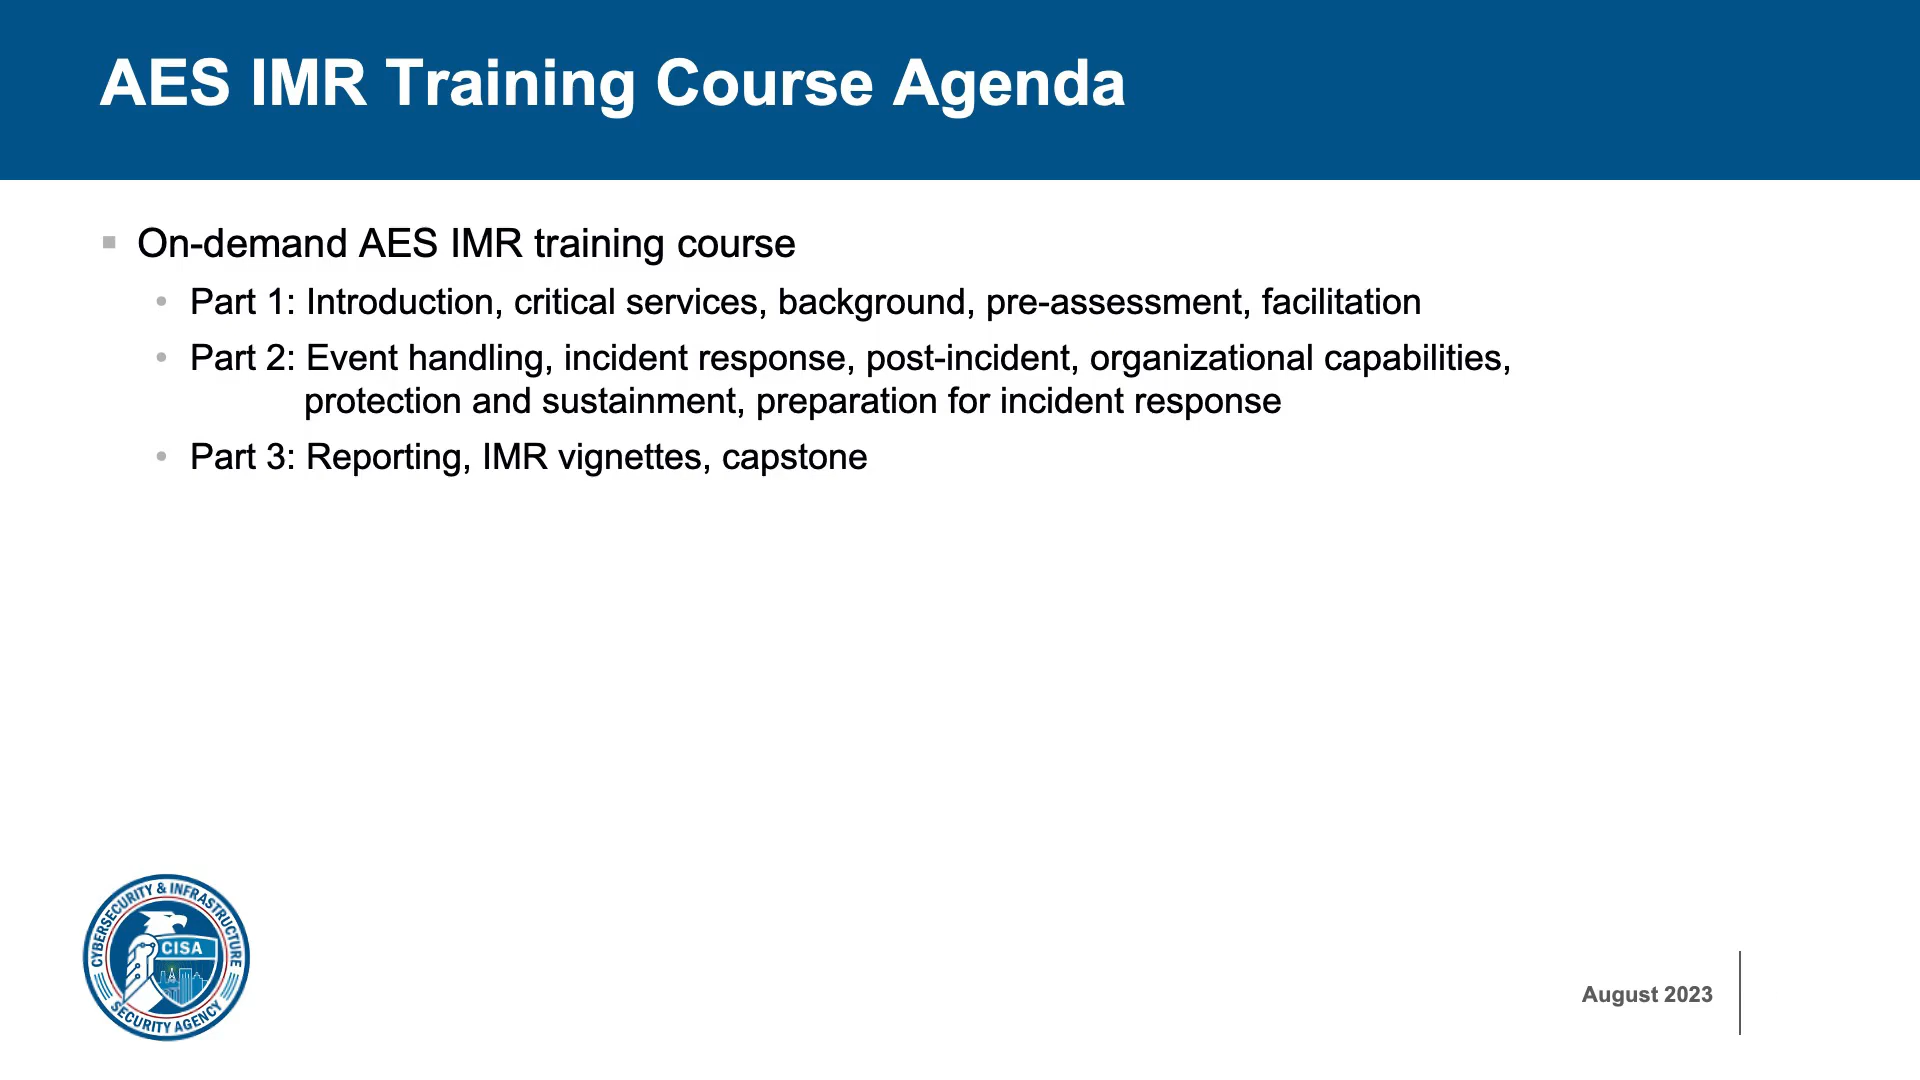 AES IMR Training Course Agenda
On-demand AES IMR training course
Part 1: Introduction, critical services, background, pre-assessment, facilitation
Part 2: Event handling, incident response, post-incident, organizational capabilities,
protection and sustainment, preparation for incident response
Part 3: Reporting, IMR vignettes, capstone
CYBERSECURITY & INFRASTRUCTURE
CISA
SECURITY AGENCY
August 2023